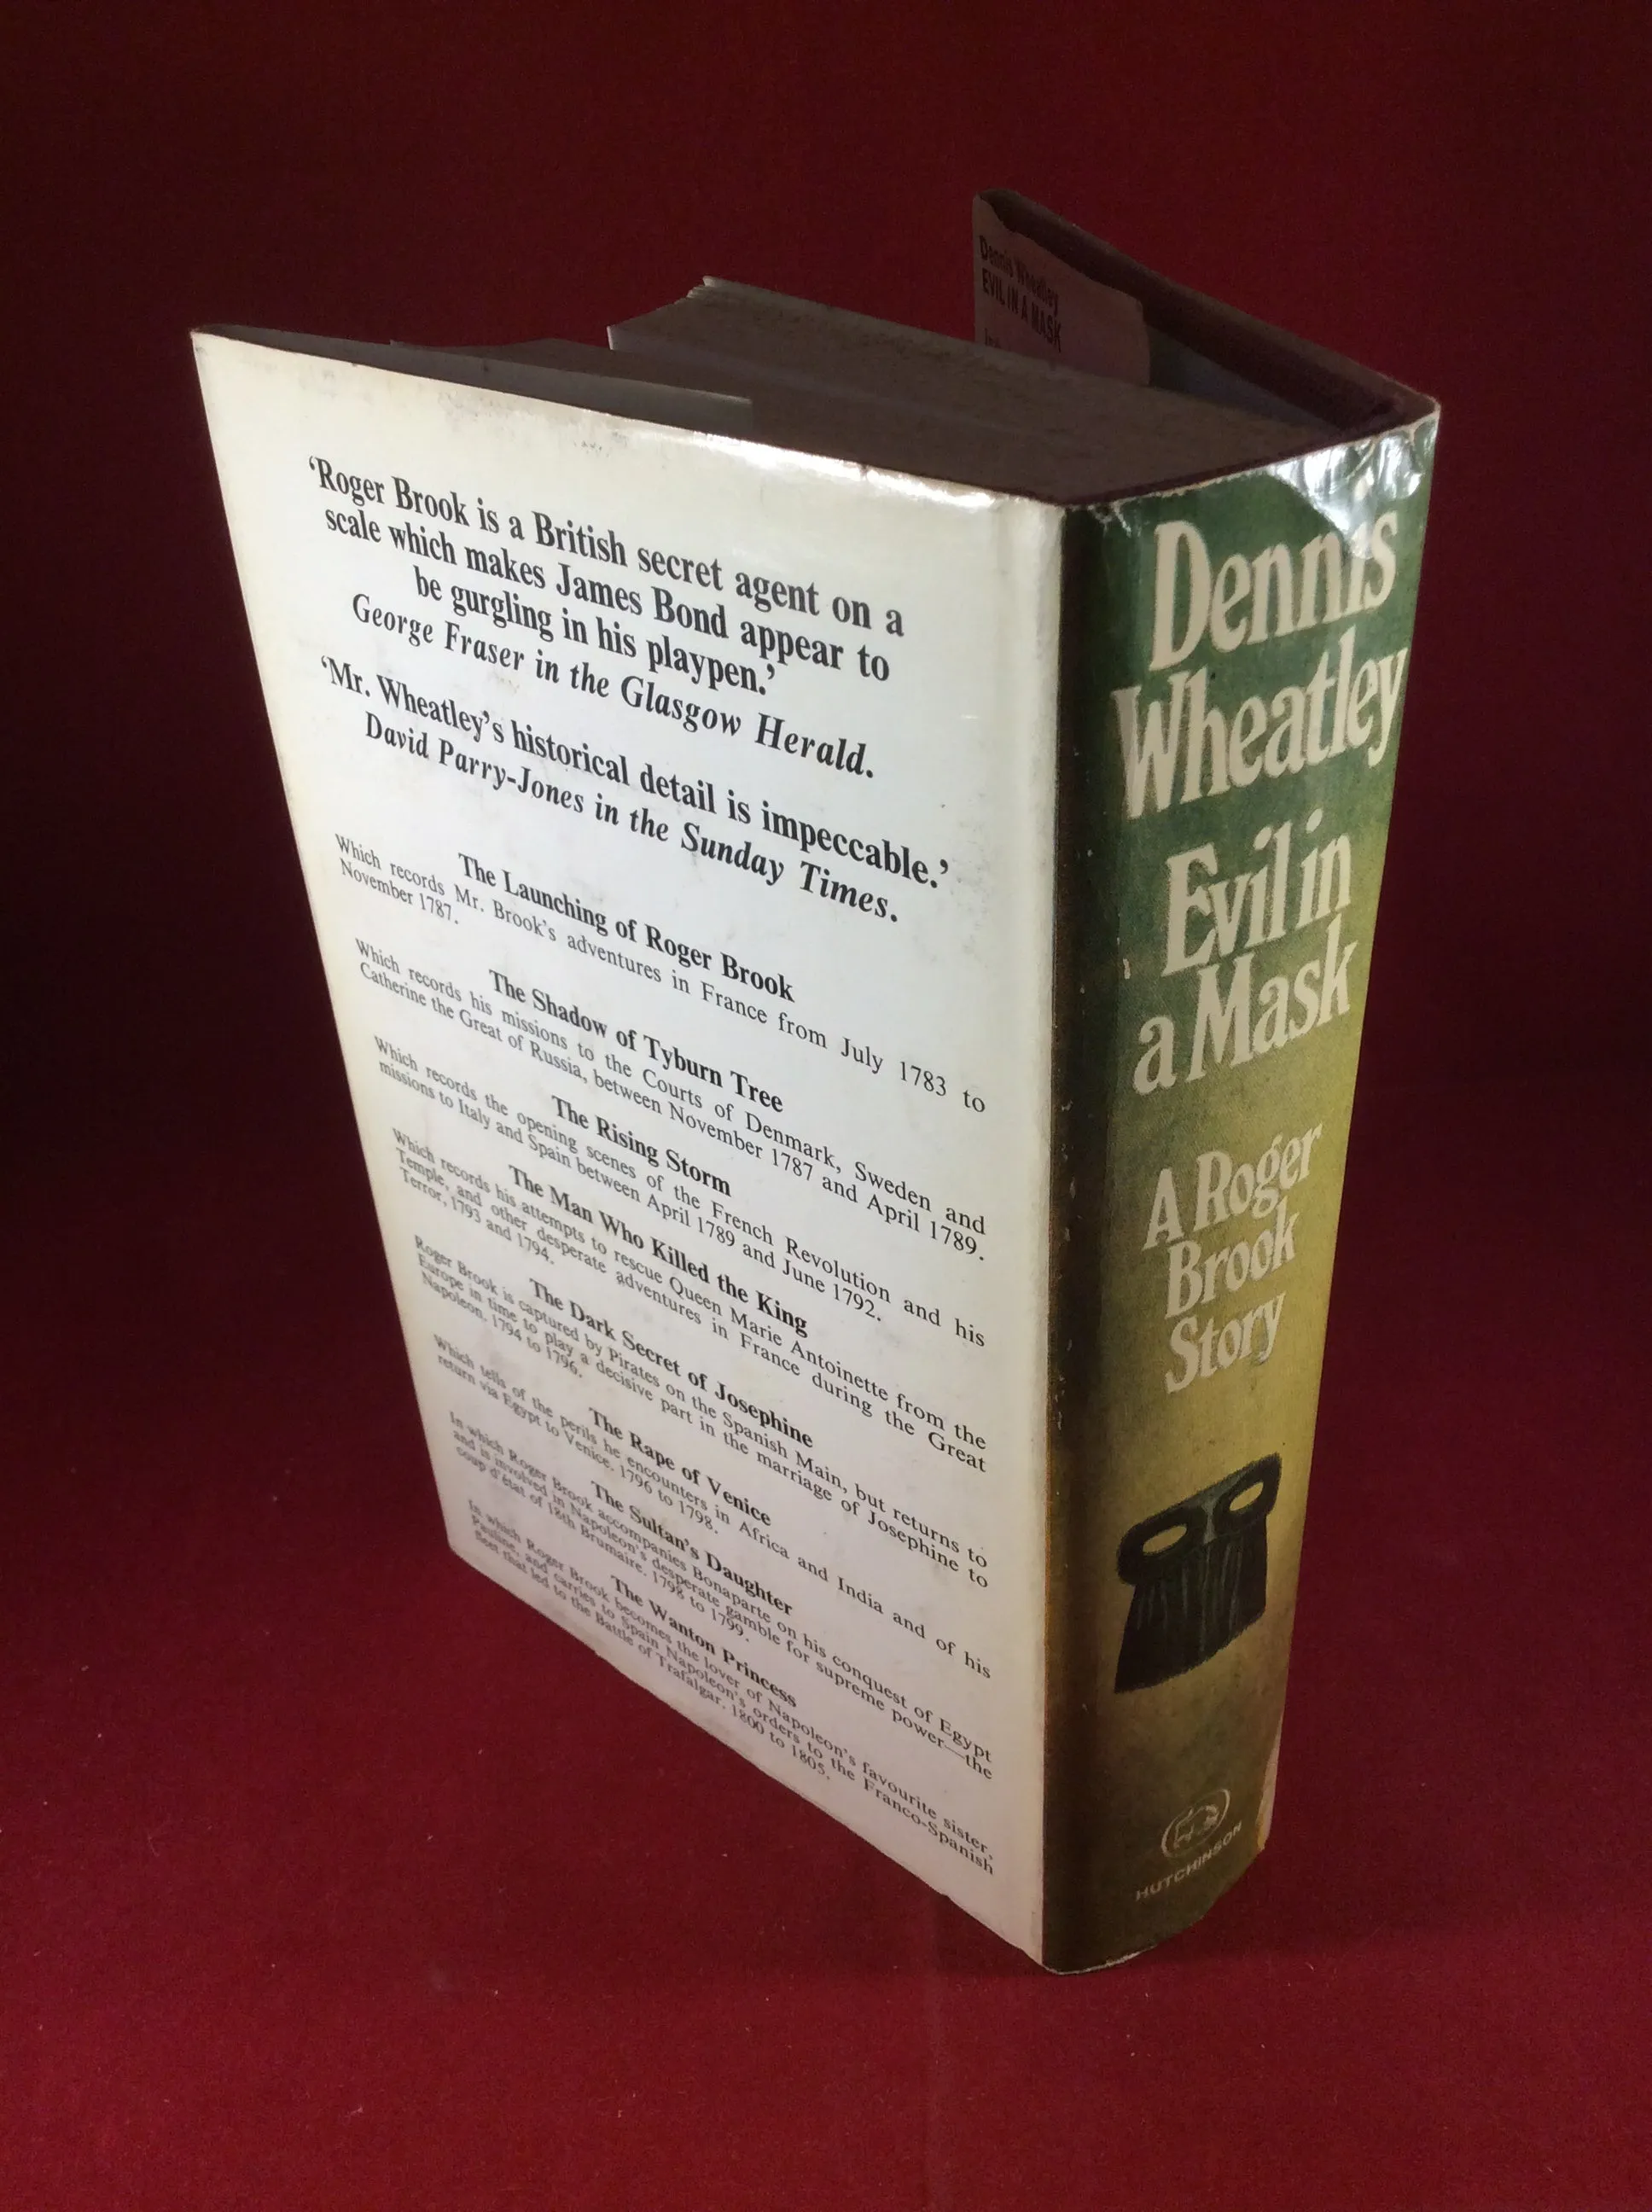 'Roger Brook is a British secret agent on a
scale which makes James Bond appear to
be gurgling in his playpen.'
George Fraser in the Glasgow Herald.
'Mr. Wheatley's historical detail is impeccable.'
David Parry-Jones in the Sunday Times.
The Launching of Roger Brook
Which records Mr. Brook's adventures in France from July 1783 to
November 1787.
The Shadow of Tyburn Tree
Which records his missions to the Courts of Denmark, Sweden and
Catherine the Great of Russia, between November 1787 and April 1789.
The Rising Storm
Which records the opening scenes of the French Revolution and his
missions to Italy and Spain between April 1789 and June 1792.
The Man Who Killed the King
Which records his attempts to rescue Queen Marie Antoinette from the
Temple, and other desperate adventures in France during the Great
Terror, 1793 and 1794.
The Dark Secret of Josephine
Roger Brook is captured by Pirates on the Spanish Main, but returns to
Europe in time to play a decisive part in the marriage of Josephine to
Napoleon. 1794 to 1796.
The Rape of Venice
Which tells of the perils he encounters in Africa and India and of his
return via Egypt to Venice. 1796 to 1798.
The Sultan's Daughter
In which Roger Brook accompanies Bonaparte on his conquest of Egypt
and is involved in Napoleon's desperate gamble for supreme power—the
coup d'état of 18th Brumaire. 1798 to 1799.
The Wanton Princess
In which Roger Brook becomes the lover of Napoleon's favourite sister,
Pauline, and carries to Spain Napoleon's orders to the Franco-Spanish
fleet that led to the Battle of Trafalgar. 1800 to 1805.
Dennis
Wheatley
Evil in
a Mask
A Roger
Brook
Story
HUTCHINSON
Dennis Wheatley
EVIL IN A MASK